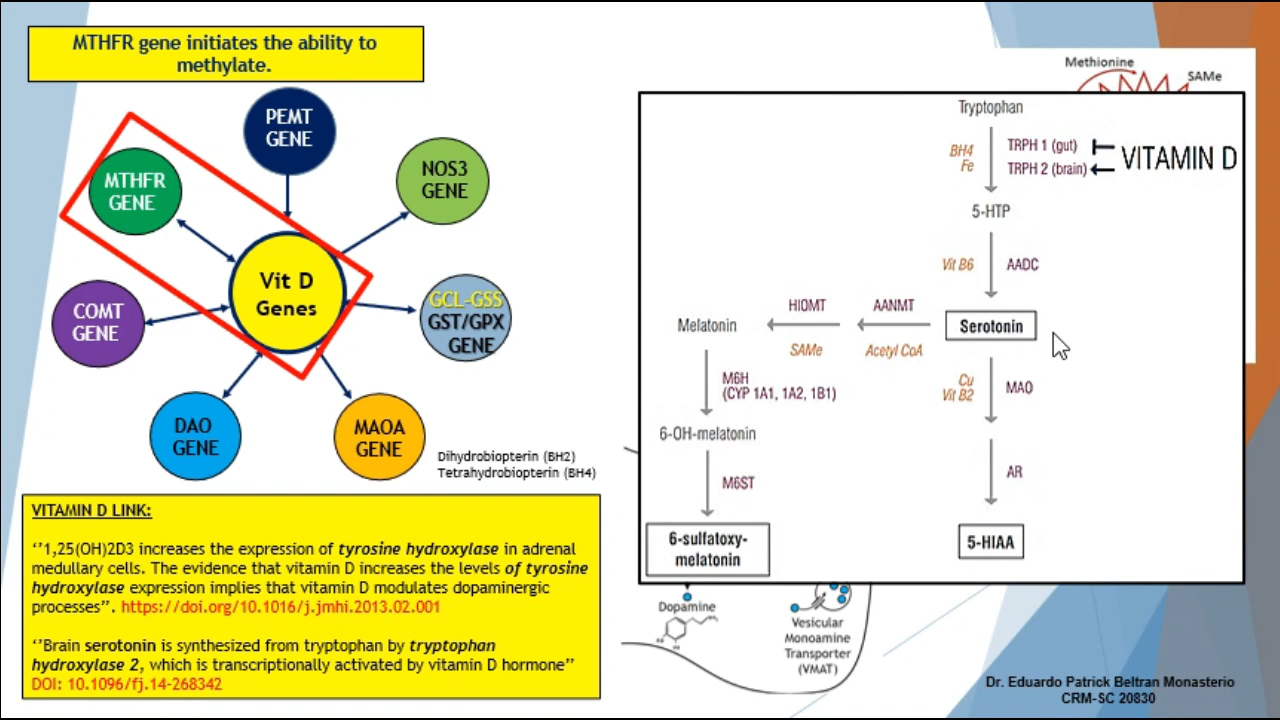 MTHFR gene initiates the ability to
methylate.
PEMT
GENE
MTHFR
GENE
NOS3
GENE
Vit D
Genes
COMT
GENE
GCL-GSS
GST/GPX
GENE
DAO
GENE
MAOA
GENE
Dihydrobiopterin (BH2)
Tetrahydrobiopterin (BH4)
VITAMIN D LINK:
‘’1,25(OH)2D3 increases the expression of tyrosine hydroxylase in adrenal
medullary cells. The evidence that vitamin D increases the levels of tyrosine
hydroxylase expression implies that vitamin D modulates dopaminergic
processes”. https://doi.org/10.1016/j.jmhi.2013.02.001
‘’Brain serotonin is synthesized from tryptophan by tryptophan
hydroxylase 2, which is transcriptionally activated by vitamin D hormone”
DOI: 10.1096/fj.14-268342
Methionine
SAMe
Tryptophan
BH4
Fe
TRPH 1 (gut)
TRPH 2 (brain)
VITAMIN D
5-HTP
Vit B6
AADC
Serotonin
AANMT
Acetyl CoA
HIOMT
SAMe
Melatonin
M6H
(CYP 1A1, 1A2, 1B1)
Cu
Vit B2
MAO
6-OH-melatonin
M6ST
AR
6-sulfatoxy-
melatonin
5-HIAA
Dopamine
Vesicular
Monoamine
Transporter
(VMAT)
Dr. Eduardo Patrick Beltran Monasterio
CRM-SC 20830